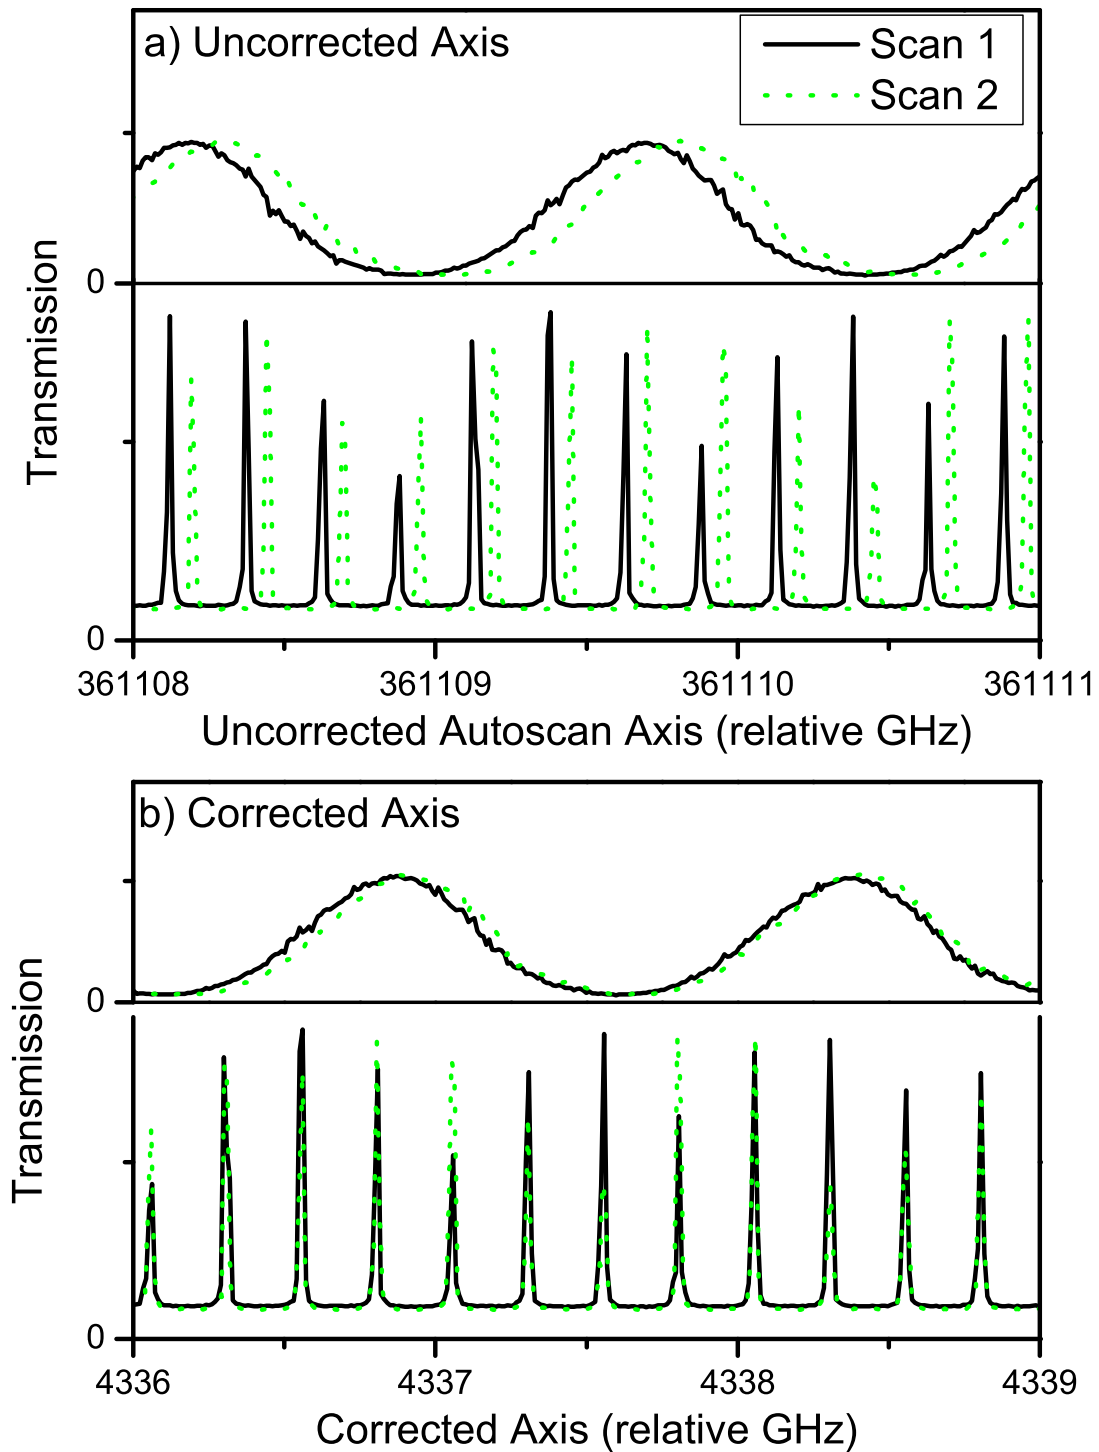 a) Uncorrected Axis
Scan 1
Scan 2
Transmission
0
0
361108
361109
361110
361111
Uncorrected Autoscan Axis (relative GHz)
b) Corrected Axis
Transmission
0
0
4336
4337
4338
4339
Corrected Axis (relative GHz)